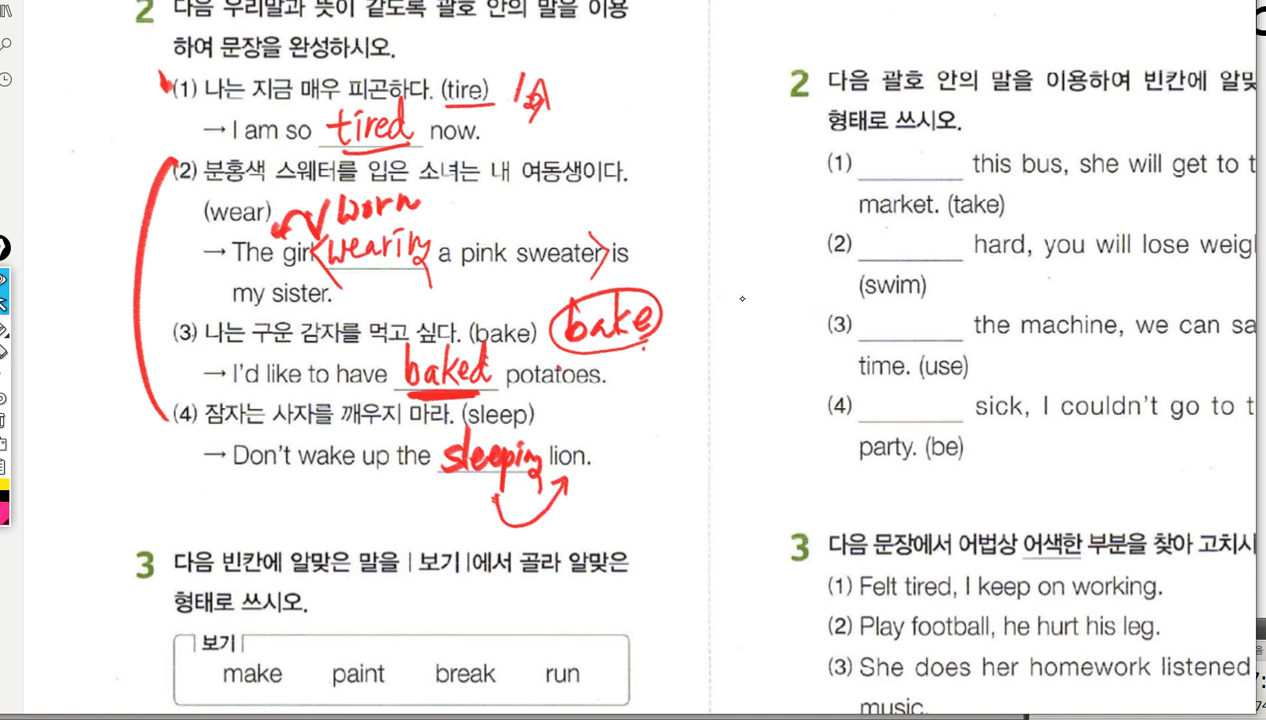 2 다음 우리말과 뜻이 같도록 괄호 안의 말을 이용
하여 문장을 완성하시오.
(1) 나는 지금 매우 피곤하다. (tire)
→ I am so tired now.
(2) 분홍색 스웨터를 입은 소녀는 내 여동생이다.
(wear) born
→ The girl wearing a pink sweater is
my sister.
(3) 나는 구운 감자를 먹고 싶다. (bake) bake
→ I'd like to have baked potatoes.
(4) 잠자는 사자를 깨우지 마라. (sleep)
→ Don't wake up the sleeping lion.
3 다음 빈칸에 알맞은 말을 |보기|에서 골라 알맞은
형태로 쓰시오.
보기
make paint break run
2 다음 괄호 안의 말을 이용하여 빈칸에 알맞
형태로 쓰시오.
(1) ________ this bus, she will get to t
market. (take)
(2) ________ hard, you will lose weig
(swim)
(3) ________ the machine, we can sa
time. (use)
(4) ________ sick, I couldn't go to t
party. (be)
3 다음 문장에서 어법상 어색한 부분을 찾아 고치시
(1) Felt tired, I keep on working.
(2) Play football, he hurt his leg.
(3) She does her homework listened
music.